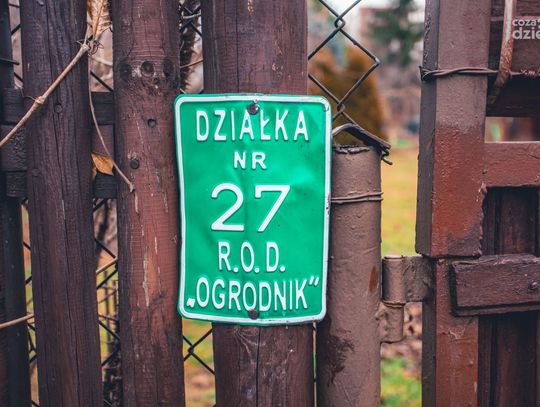 DZIAŁKA
NR
27
R.O.D.
„OGRODNIK”